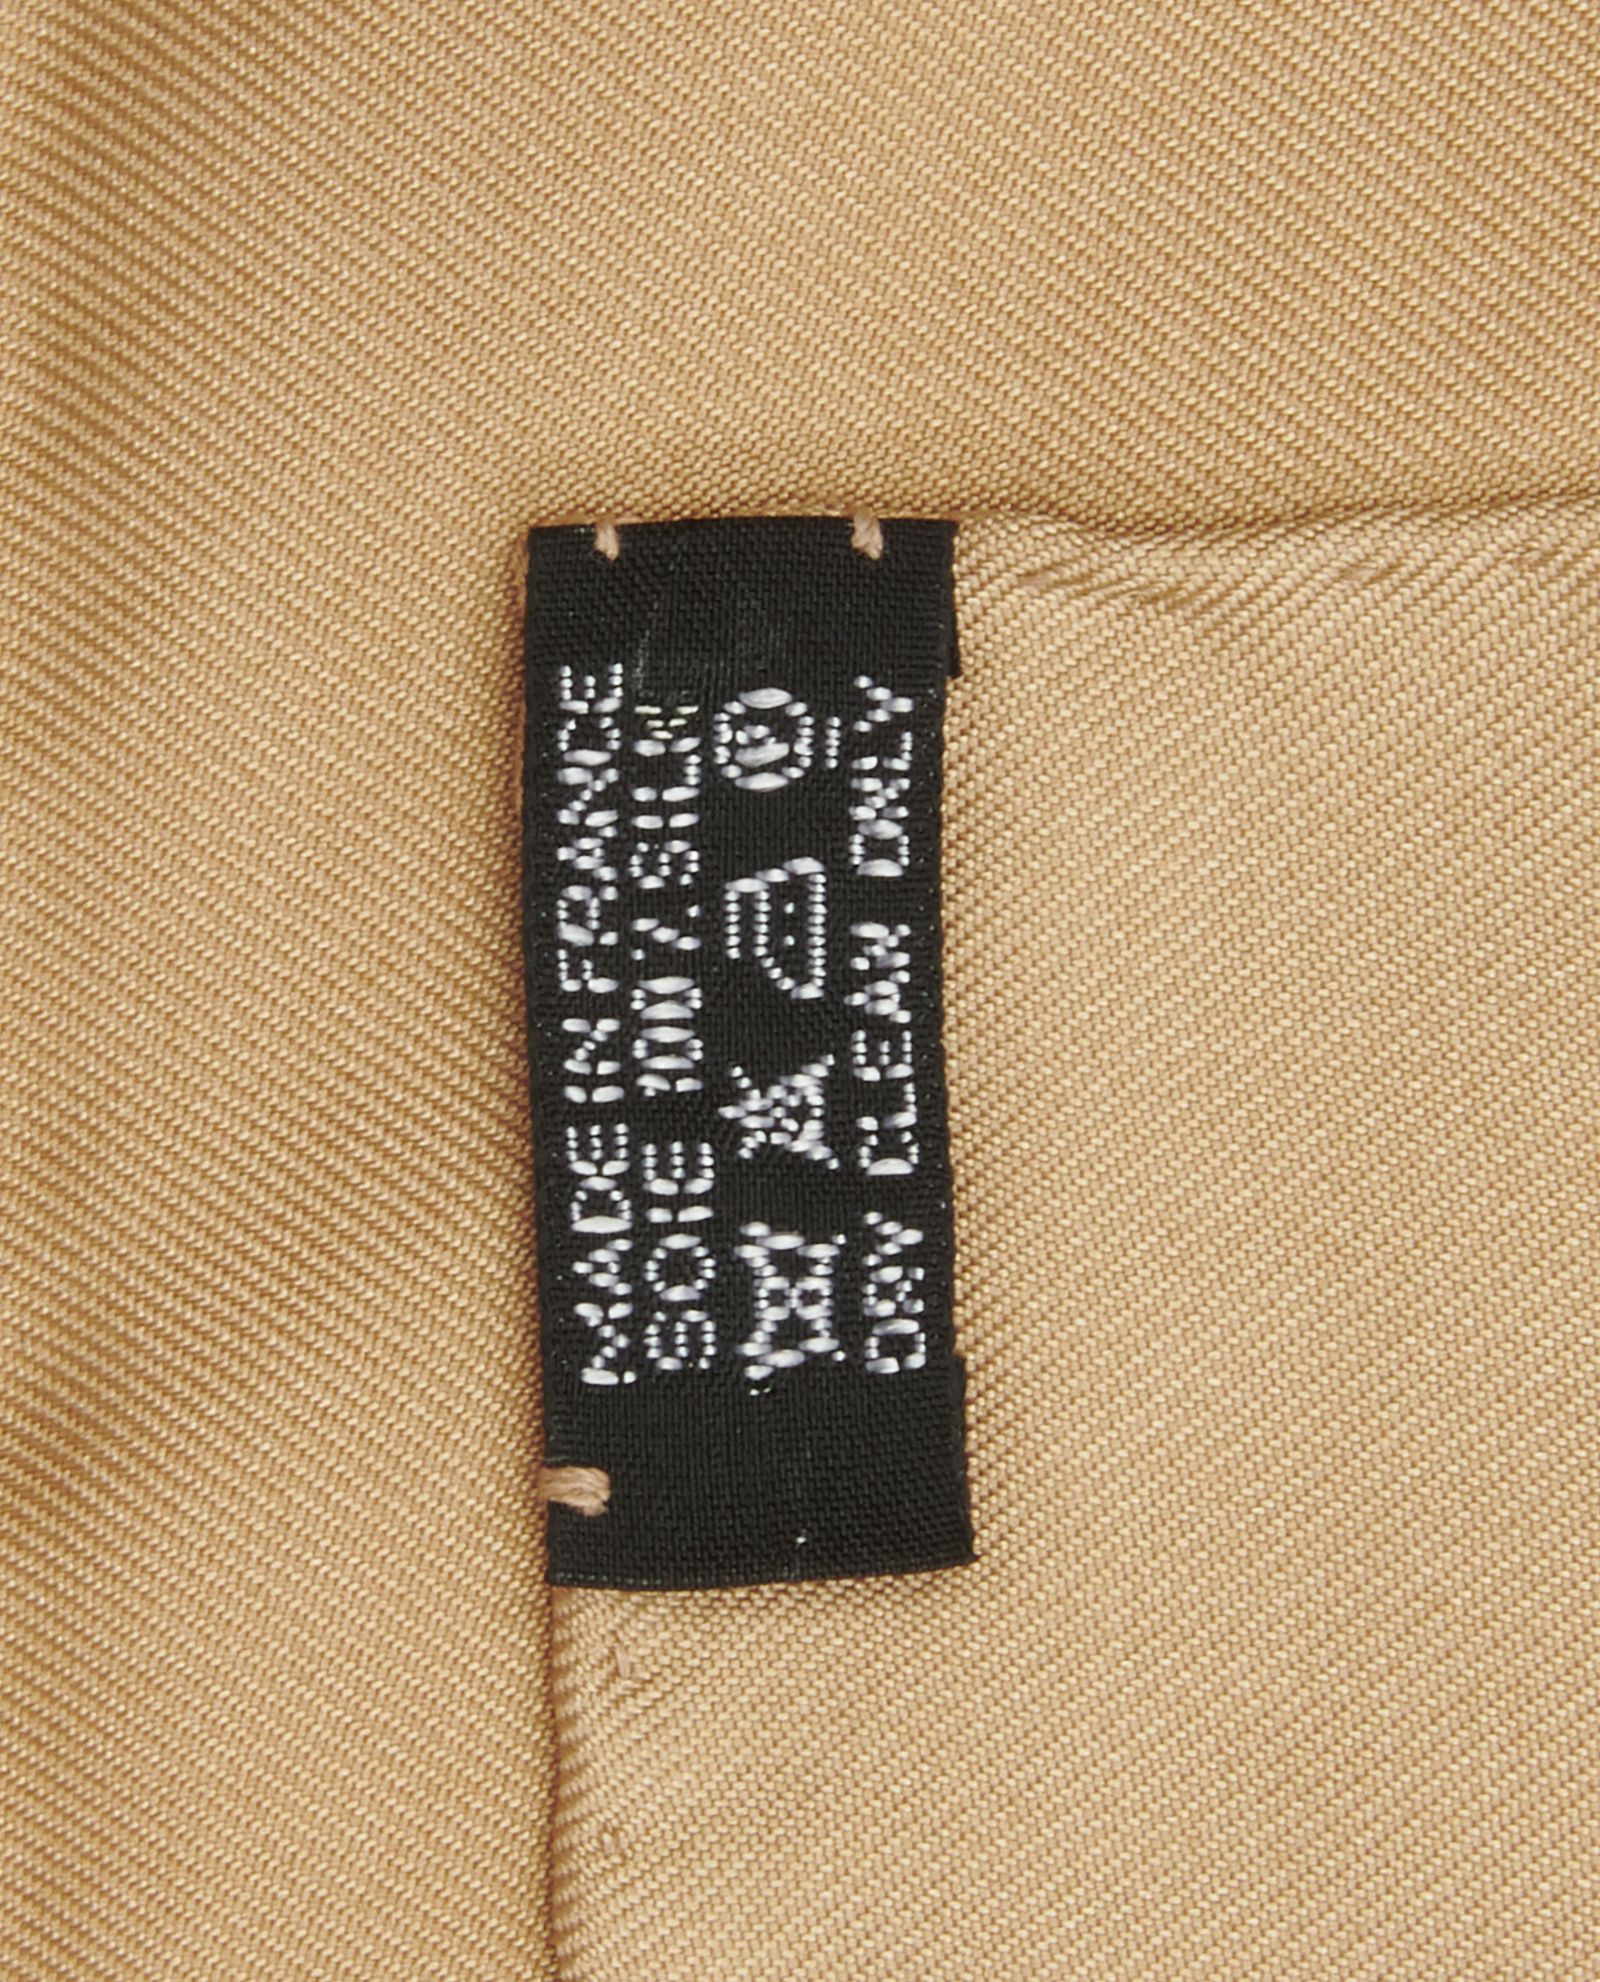 MADE IN FRANCE
SOIE 100% SILK
P
DRY CLEAN ONLY